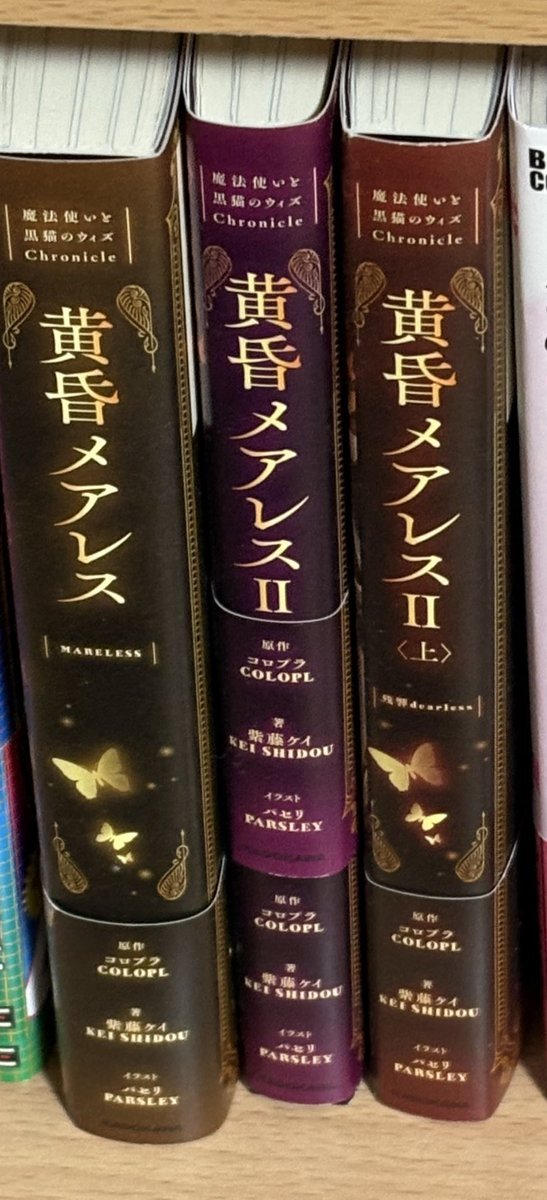 魔法使いと
黒猫のウィズ
Chronicle
黄昏メアレス
MARELESS
原作
コロプラ
COLOPL
著
紫藤ケイ
KEI SHIDOU
イラスト
パセリ
PARSLEY
魔法使いと
黒猫のウィズ
Chronicle
黄昏メアレスⅡ
原作
コロプラ
COLOPL
著
紫藤ケイ
KEI SHIDOU
イラスト
パセリ
PARSLEY
KADOKAWA
原作
コロプラ
COLOPL
著
紫藤ケイ
KEI SHIDOU
イラスト
パセリ
PARSLEY
魔法使いと
黒猫のウィズ
Chronicle
黄昏メアレスⅡ
〈上〉
残響dearless
原作
コロプラ
COLOPL
著
紫藤ケイ
KEI SHIDOU
イラスト
パセリ
PARSLEY
KADOKAWA